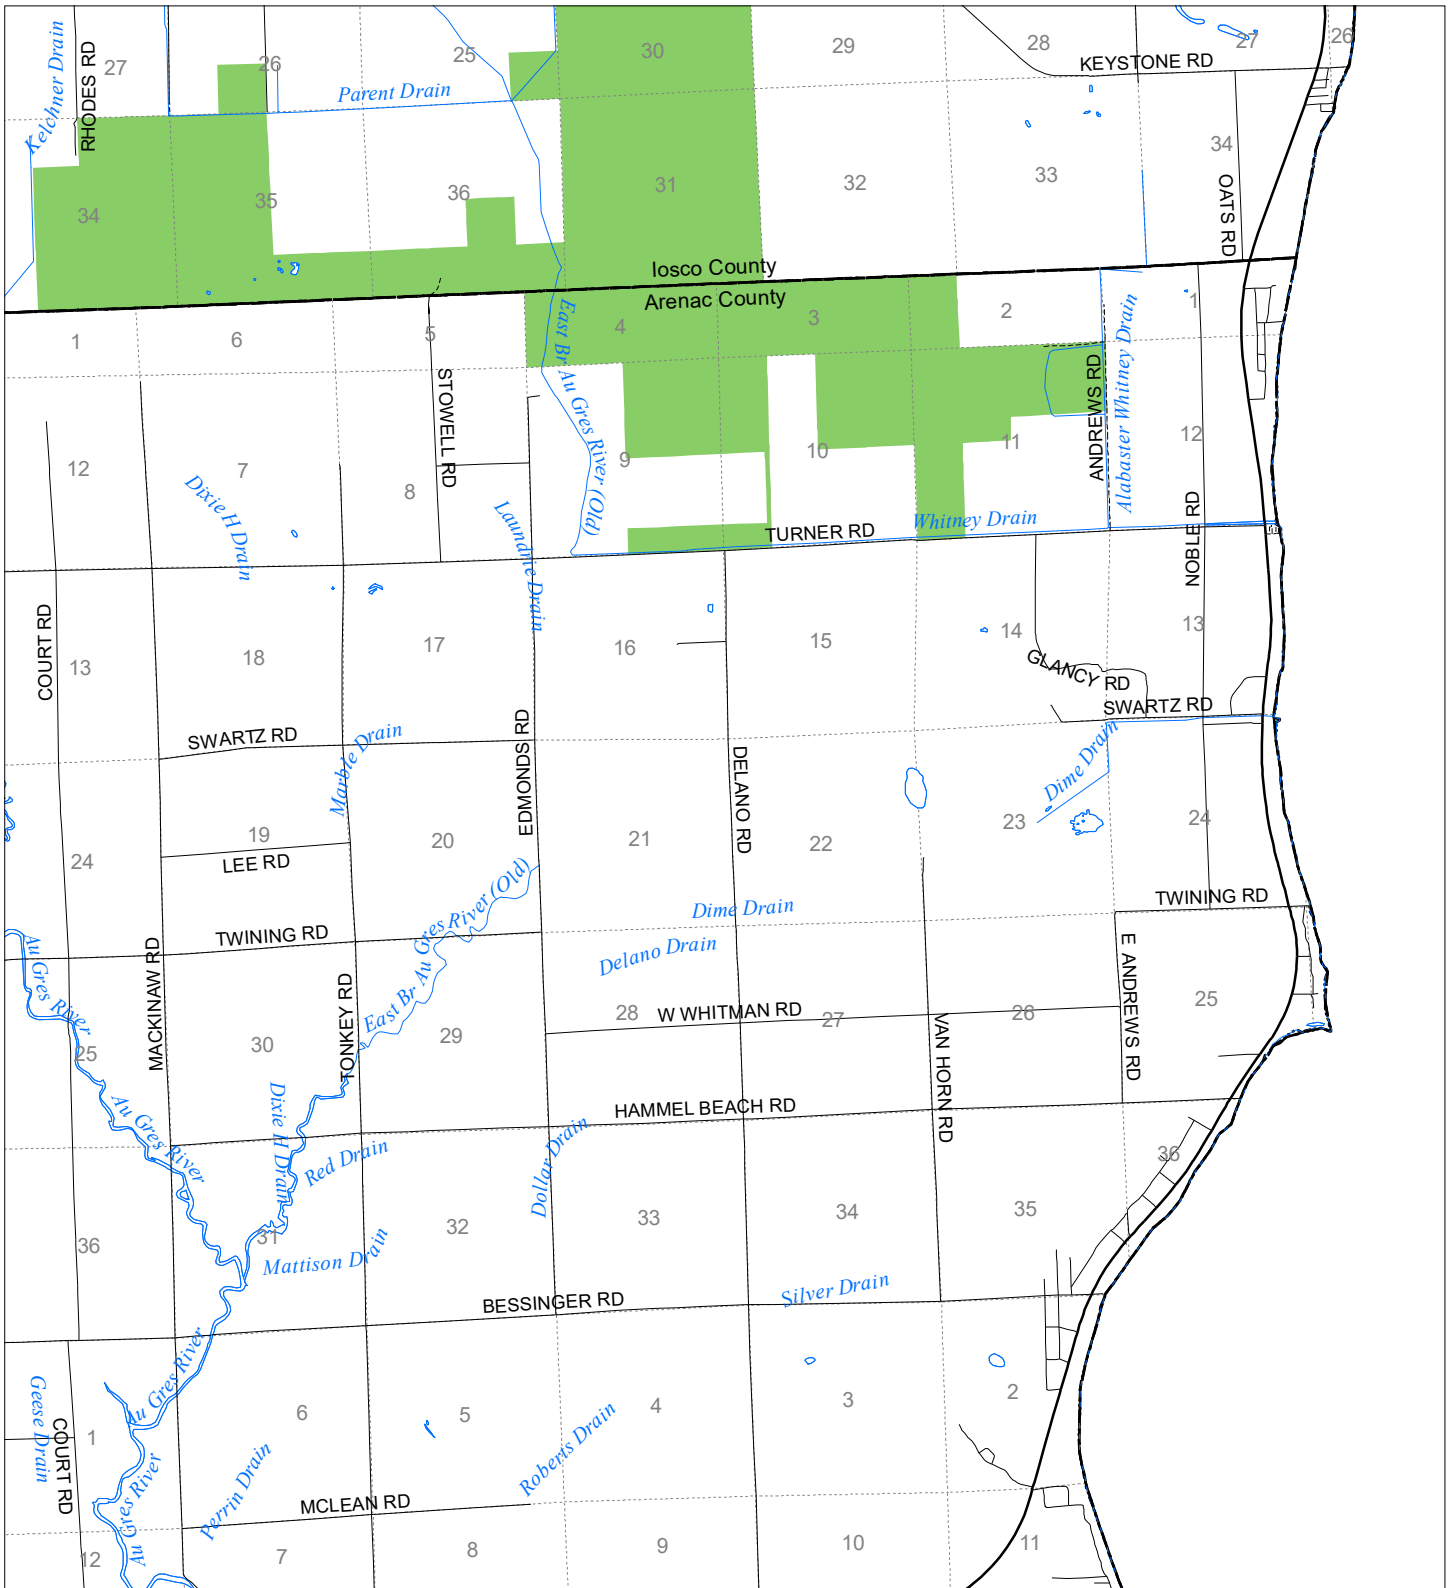 27
26
25
30
29
28
27
26
KEYSTONE RD
Kelchner Drain
RHODES RD
Parent Drain
34
35
36
31
32
33
34
OATS RD
Iosco County
Arenac County
1
6
5
4
3
2
1
East Br Au Gres River (Old)
Alabaster Whitney Drain
STOWELL RD
ANDREWS RD
12
7
8
9
10
11
12
Dixie H Drain
Laundrie Drain
TURNER RD
Whitney Drain
NOBLE RD
COURT RD
13
18
17
16
15
14
13
GLANCY RD
SWARTZ RD
SWARTZ RD
Marble Drain
EDMONDS RD
DELANO RD
Dime Drain
24
19
20
21
22
23
24
LEE RD
TWINING RD
Dime Drain
TWINING RD
East Br Au Gres River (Old)
Delano Drain
Au Gres River
MACKINAW RD
TONKEY RD
E ANDREWS RD
25
30
29
28
W WHITMAN RD
27
26
25
VAN HORN RD
HAMMEL BEACH RD
Au Gres River
Dixie H Drain
Red Drain
Dollar Drain
36
31
32
33
34
35
36
Mattison Drain
BESSINGER RD
Silver Drain
Au Gres River
Geese Drain
COURT RD
1
6
5
4
3
2
Au Gres River
Perrin Drain
Roberts Drain
MCLEAN RD
12
7
8
9
10
11